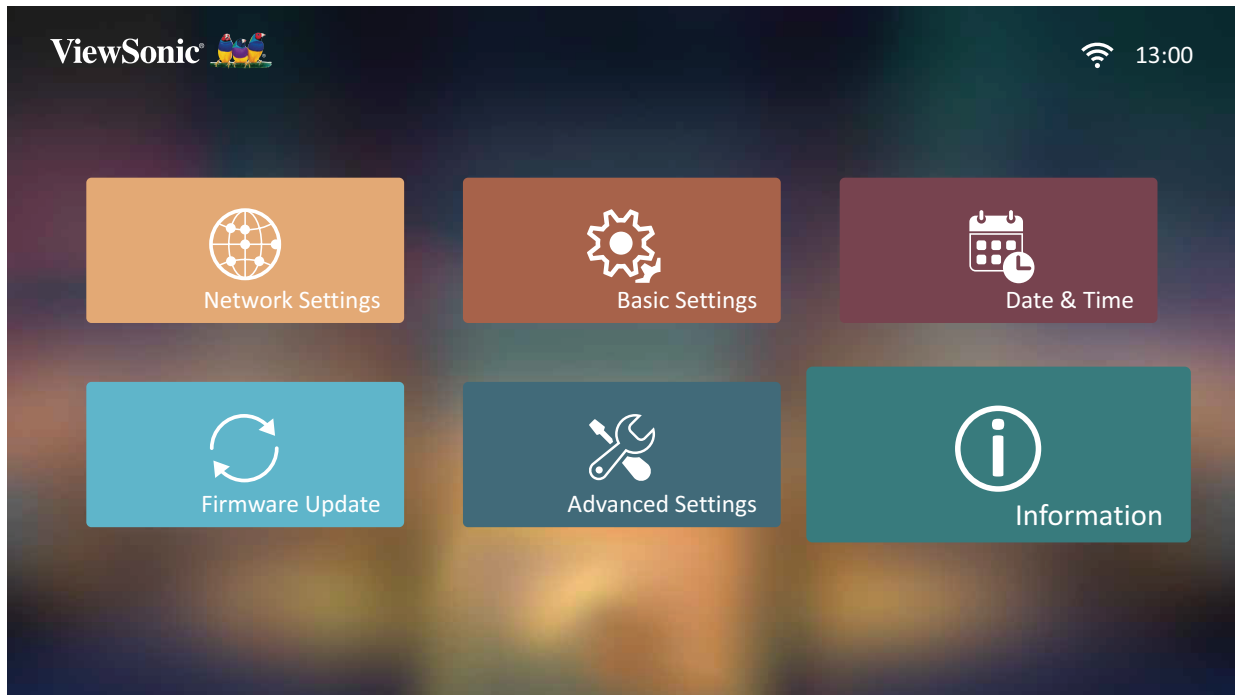 ViewSonic®
13:00
Network Settings
Basic Settings
Date & Time
Firmware Update
Advanced Settings
Information